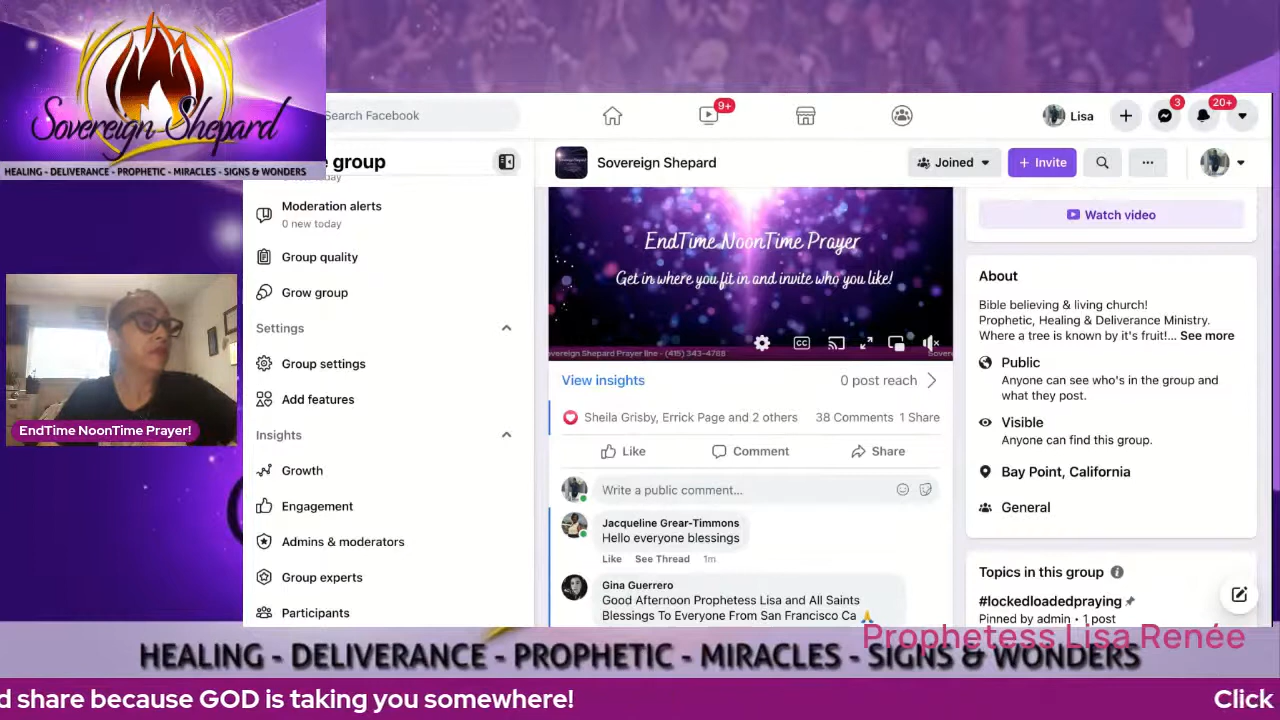 Sovereign Shepard
HEALING - DELIVERANCE - PROPHETIC - MIRACLES - SIGNS & WONDERS
Search Facebook
9+
Lisa
3
20+
e group
Sovereign Shepard
Joined
+ Invite
Moderation alerts
0 new today
Group quality
Grow group
Settings
Group settings
Add features
Insights
Growth
Engagement
Admins & moderators
Group experts
Participants
EndTime NoonTime Prayer
Get in where you fit in and invite who you like!
CC
vereign Shepard Prayer line - (415) 343-4768
View insights
0 post reach
Sheila Grisby, Errick Page and 2 others 38 Comments 1 Share
Like Comment Share
Write a public comment...
Jacqueline Grear-Timmons
Hello everyone blessings
Like See Thread 1m
Gina Guerrero
Good Afternoon Prophetess Lisa and All Saints
Blessings To Everyone From San Francisco Ca 🙏
Watch video
About
Bible believing & living church!
Prophetic, Healing & Deliverance Ministry.
Where a tree is known by it's fruit!... See more
Public
Anyone can see who's in the group and
what they post.
Visible
Anyone can find this group.
Bay Point, California
General
Topics in this group
#lockedloadedpraying
Pinned by admin • 1 post
EndTime NoonTime Prayer!
Prophetess Lisa Renée
HEALING - DELIVERANCE - PROPHETIC - MIRACLES - SIGNS & WONDERS
d share because GOD is taking you somewhere!
Click